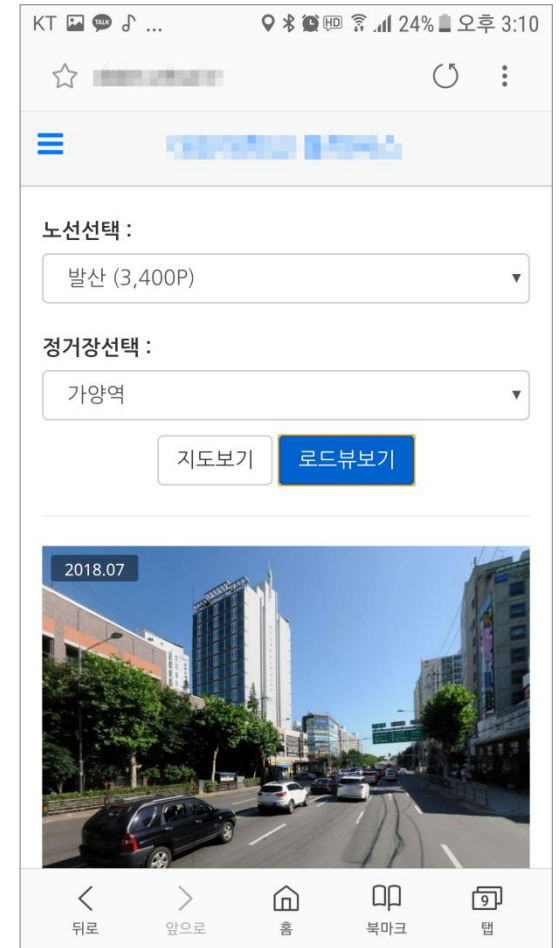 KT TALK ... HD 24% 오후 3:10
노선선택 :
발산 (3,400P)
정거장선택 :
가양역
지도보기 로드뷰보기
2018.07
뒤로 앞으로 홈 북마크 9 탭